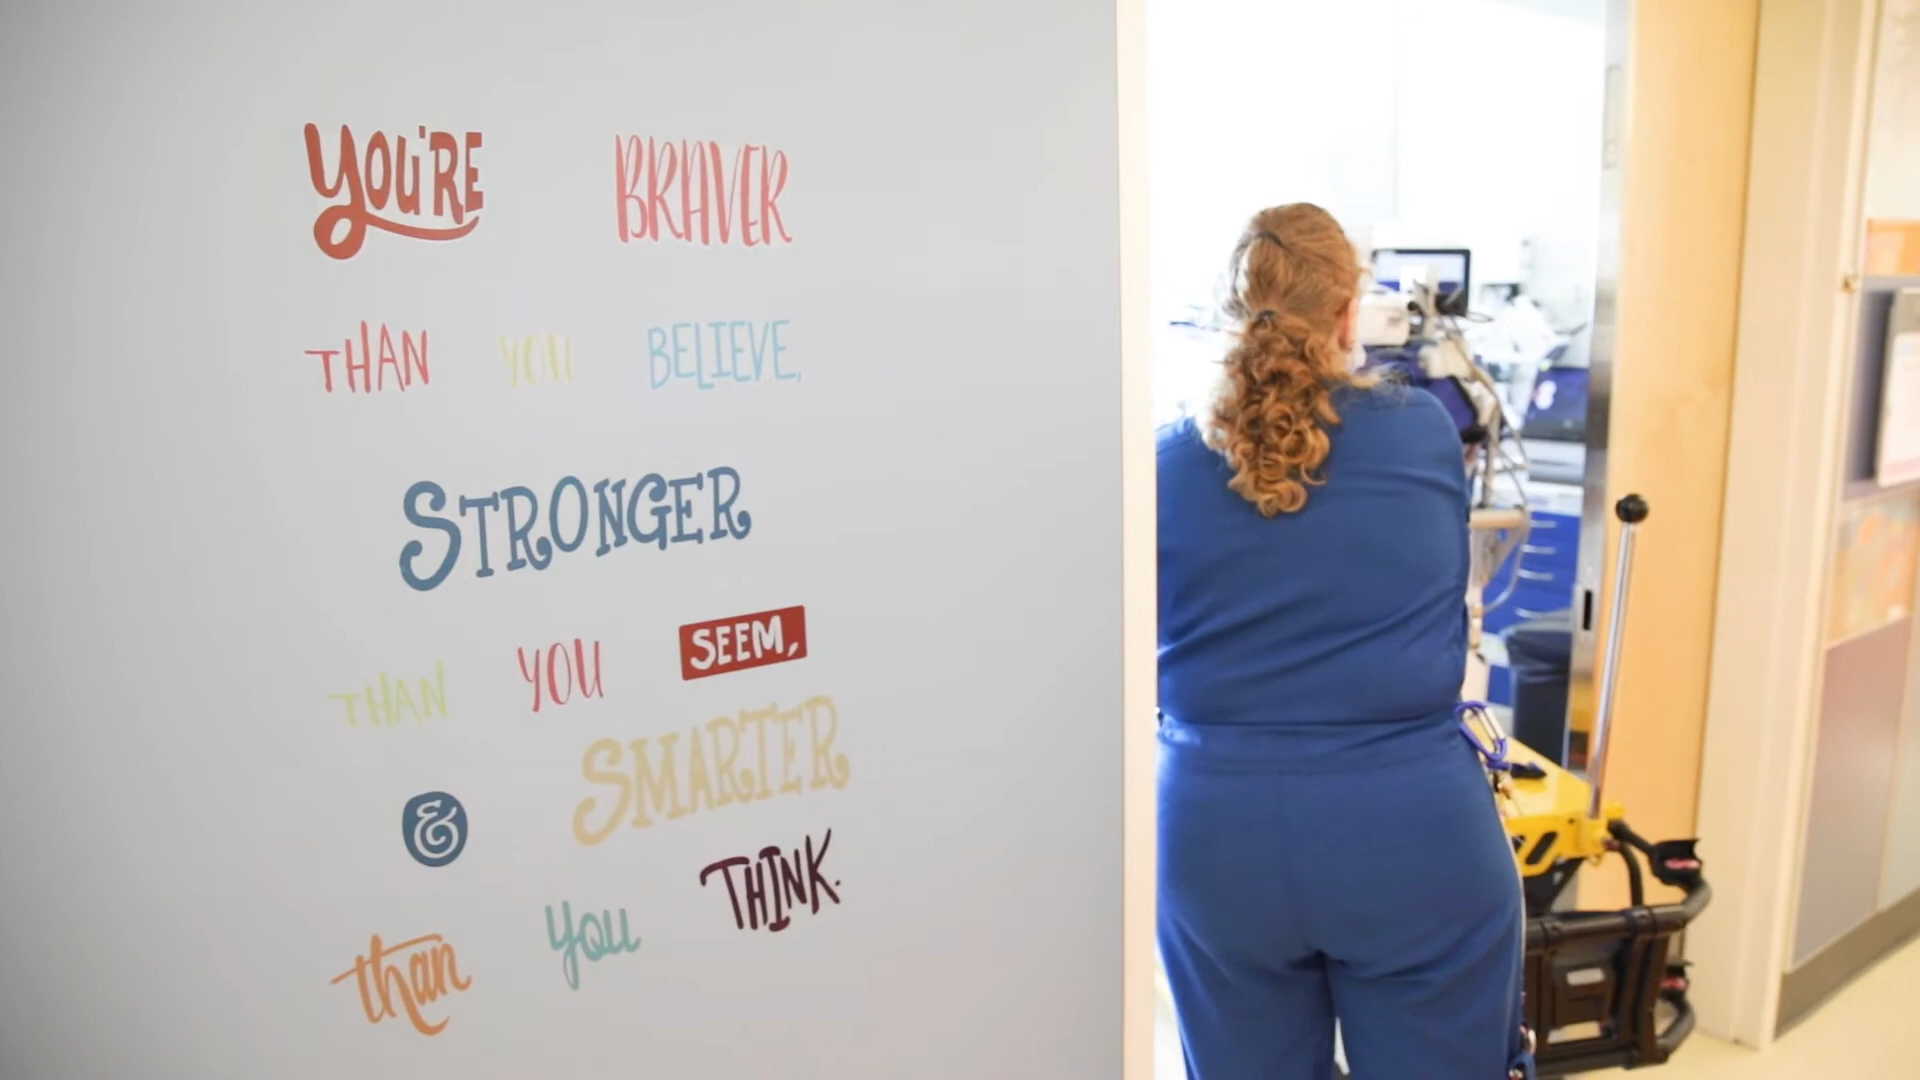 YOU'RE BRAVER
THAN YOU BELIEVE,
STRONGER
THAN YOU SEEM,
& SMARTER
than you THINK.